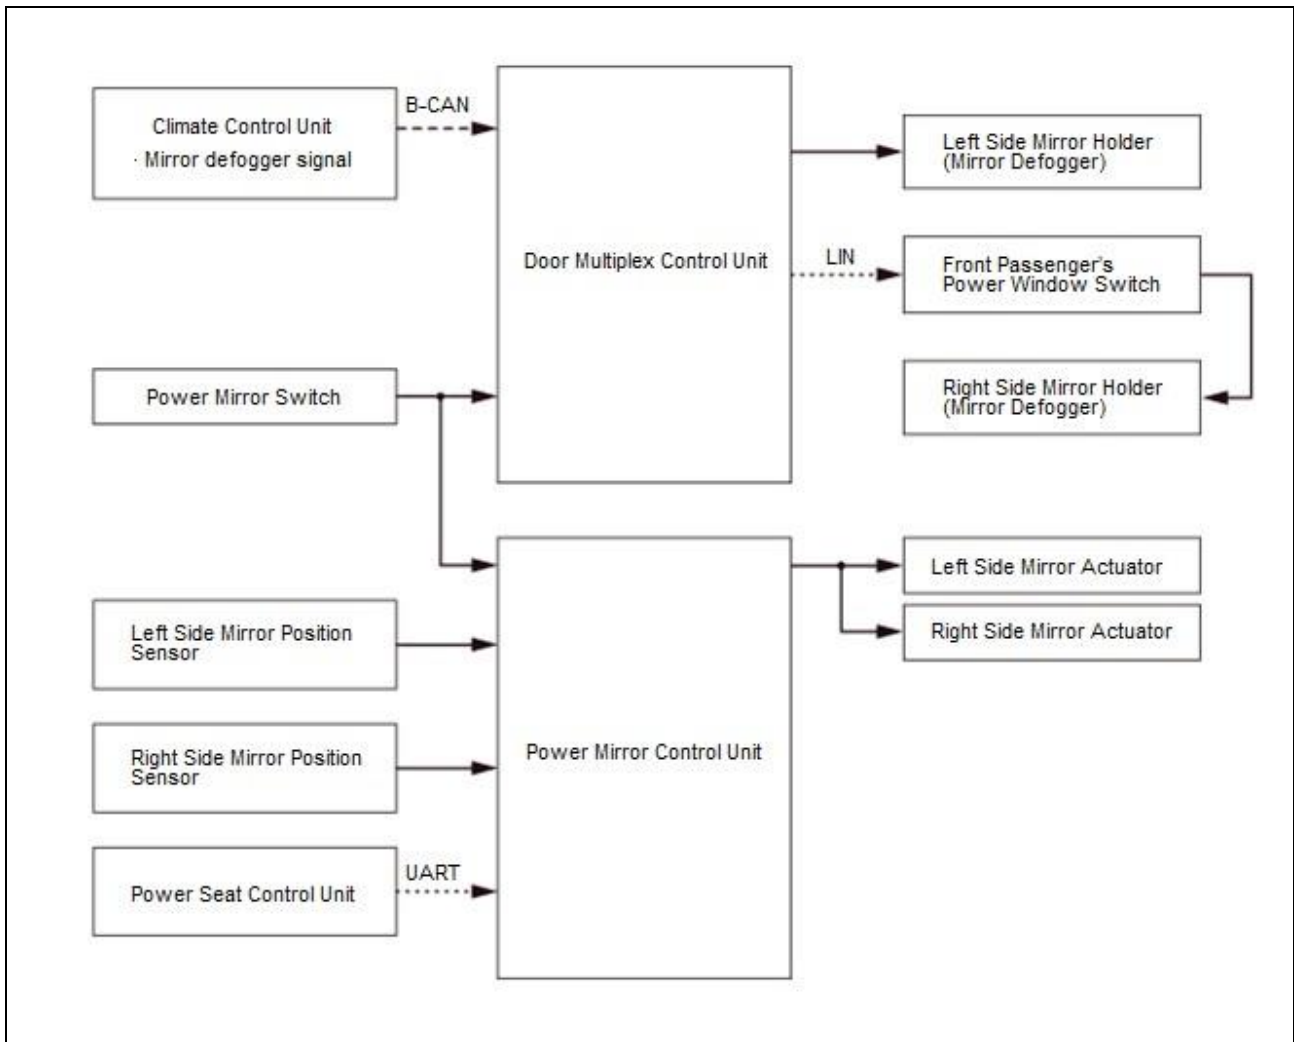 Climate Control Unit
· Mirror defogger signal
B-CAN
Door Multiplex Control Unit
Left Side Mirror Holder
(Mirror Defogger)
LIN
Front Passenger's
Power Window Switch
Right Side Mirror Holder
(Mirror Defogger)
Power Mirror Switch
Left Side Mirror Position
Sensor
Right Side Mirror Position
Sensor
Power Seat Control Unit
UART
Power Mirror Control Unit
Left Side Mirror Actuator
Right Side Mirror Actuator